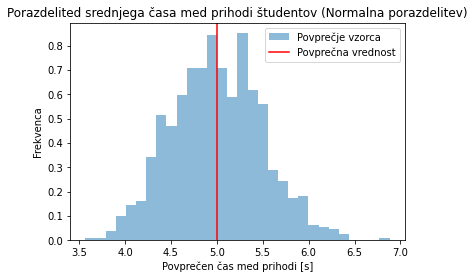 Porazdelited srednjega časa med prihodi študentov (Normalna porazdelitev)
Povprečje vzorca
Povprečna vrednost
Frekvenca
0.8
0.7
0.6
0.5
0.4
0.3
0.2
0.1
0.0
3.5 4.0 4.5 5.0 5.5 6.0 6.5 7.0
Povprečen čas med prihodi [s]